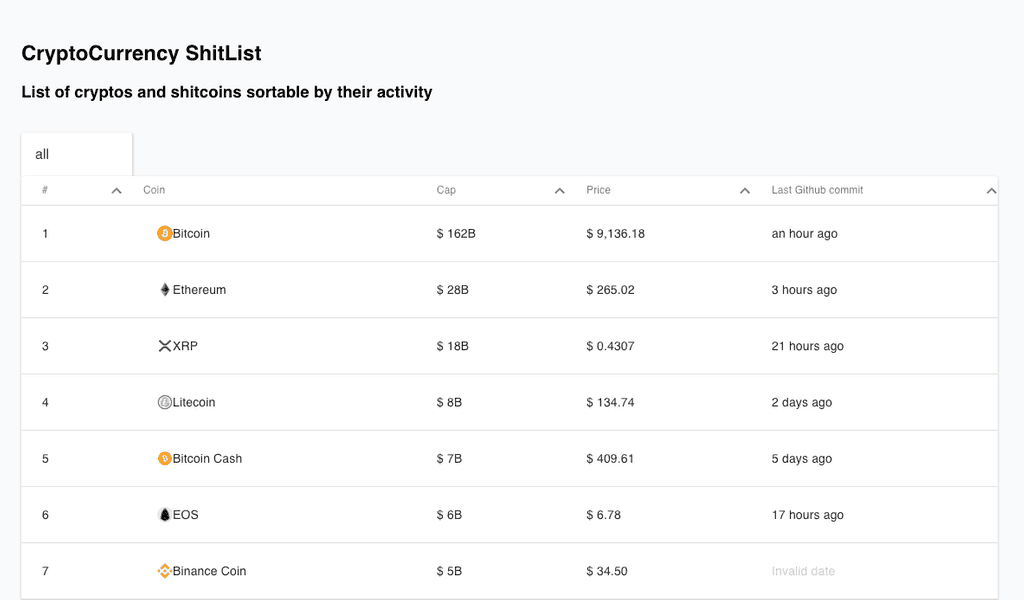 CryptoCurrency ShitList
List of cryptos and shitcoins sortable by their activity
all
# Coin Cap Price Last Github commit
1 Bitcoin $ 162B $ 9,136.18 an hour ago
2 Ethereum $ 28B $ 265.02 3 hours ago
3 XRP $ 18B $ 0.4307 21 hours ago
4 Litecoin $ 8B $ 134.74 2 days ago
5 Bitcoin Cash $ 7B $ 409.61 5 days ago
6 EOS $ 6B $ 6.78 17 hours ago
7 Binance Coin $ 5B $ 34.50 Invalid date